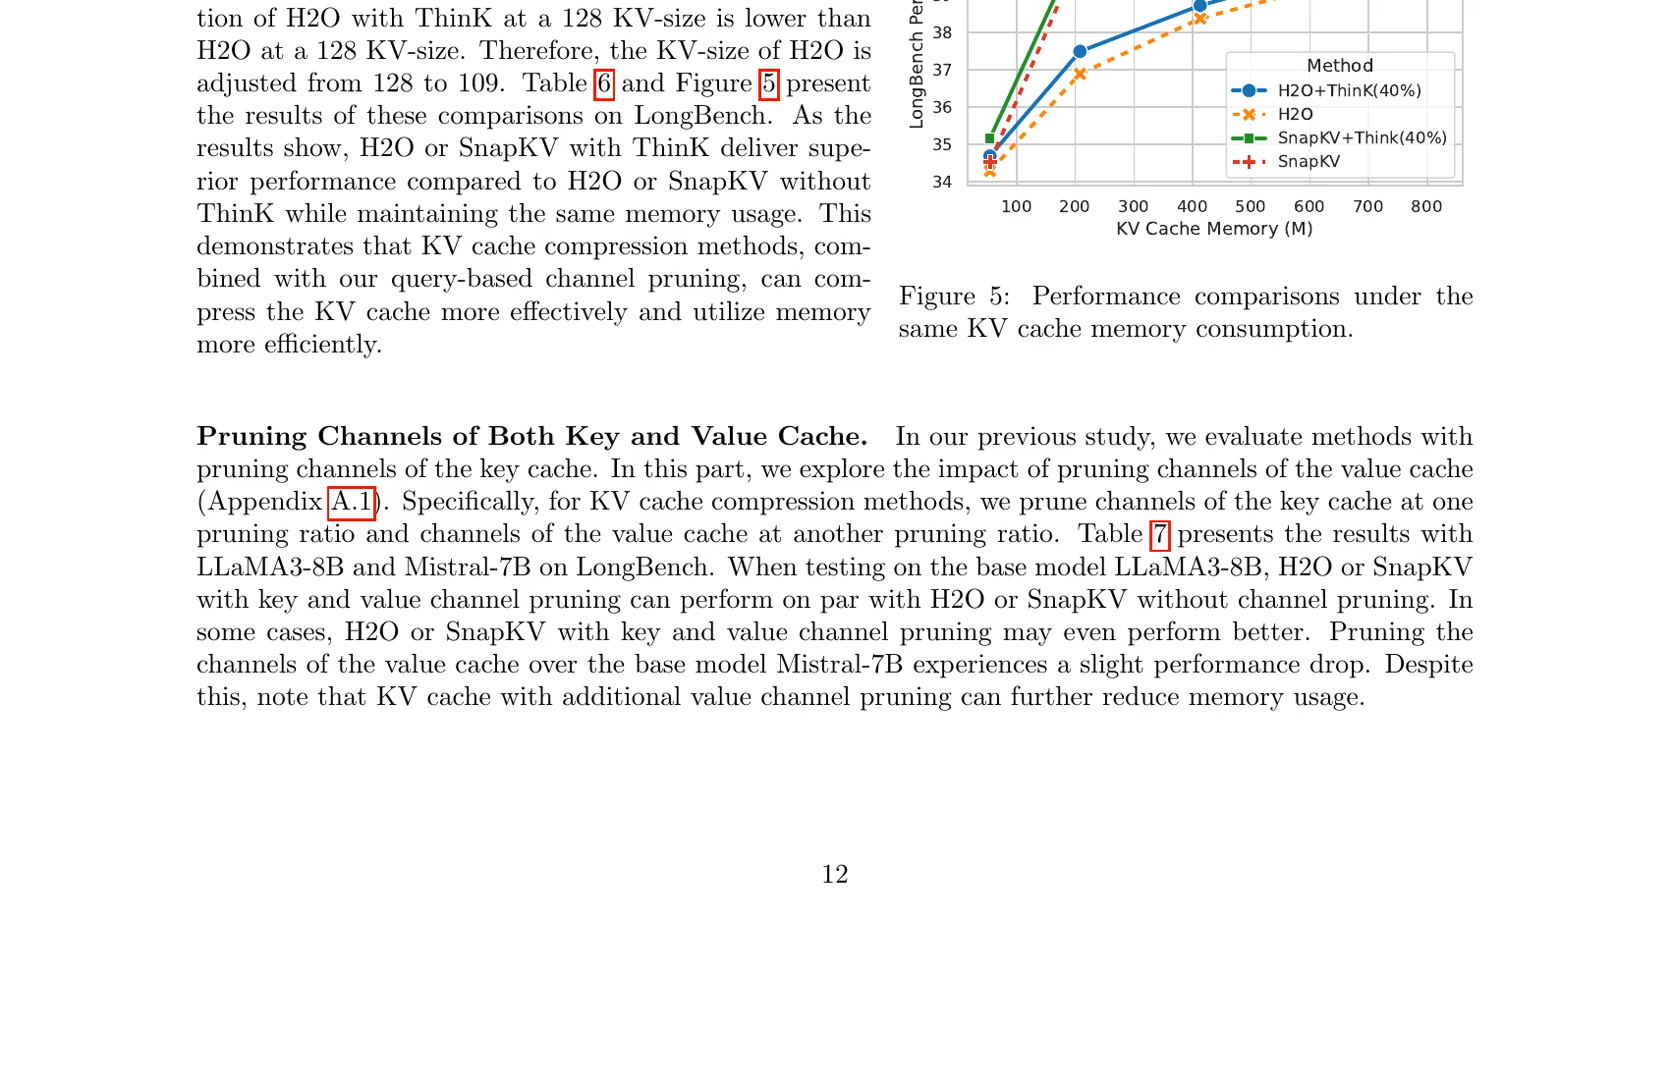 tion of H2O with ThinK at a 128 KV-size is lower than
H2O at a 128 KV-size. Therefore, the KV-size of H2O is
adjusted from 128 to 109. Table 6 and Figure 5 present
the results of these comparisons on LongBench. As the
results show, H2O or SnapKV with ThinK deliver supe-
rior performance compared to H2O or SnapKV without
ThinK while maintaining the same memory usage. This
demonstrates that KV cache compression methods, com-
bined with our query-based channel pruning, can com-
press the KV cache more effectively and utilize memory
more efficiently.
LongBench Per
38
37
36
35
34
Method
H2O+ThinK(40%)
H2O
SnapKV+Think(40%)
SnapKV
100 200 300 400 500 600 700 800
KV Cache Memory (M)
Figure 5: Performance comparisons under the
same KV cache memory consumption.
Pruning Channels of Both Key and Value Cache. In our previous study, we evaluate methods with
pruning channels of the key cache. In this part, we explore the impact of pruning channels of the value cache
(Appendix A.1). Specifically, for KV cache compression methods, we prune channels of the key cache at one
pruning ratio and channels of the value cache at another pruning ratio. Table 7 presents the results with
LLaMA3-8B and Mistral-7B on LongBench. When testing on the base model LLaMA3-8B, H2O or SnapKV
with key and value channel pruning can perform on par with H2O or SnapKV without channel pruning. In
some cases, H2O or SnapKV with key and value channel pruning may even perform better. Pruning the
channels of the value cache over the base model Mistral-7B experiences a slight performance drop. Despite
this, note that KV cache with additional value channel pruning can further reduce memory usage.
12